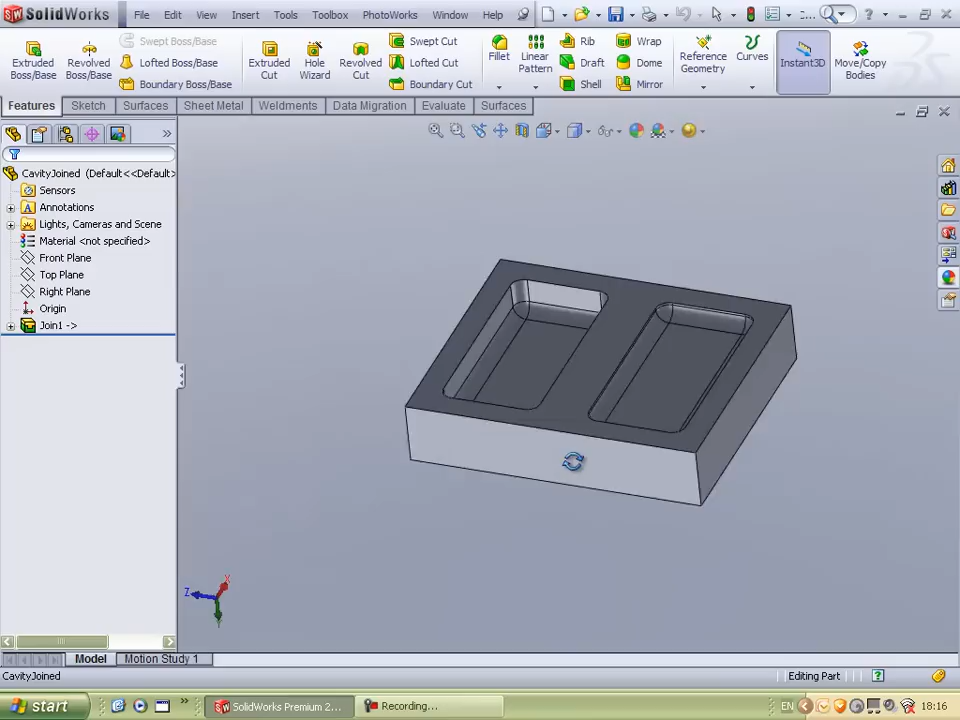 SolidWorks File Edit View Insert Tools Toolbox PhotoWorks Window Help
Extruded Boss/Base
Revolved Boss/Base
Swept Boss/Base
Lofted Boss/Base
Boundary Boss/Base
Extruded Cut
Hole Wizard
Revolved Cut
Swept Cut
Lofted Cut
Boundary Cut
Fillet
Linear Pattern
Rib
Draft
Shell
Wrap
Dome
Mirror
Reference Geometry
Curves
Instant3D
Move/Copy Bodies
Features Sketch Surfaces Sheet Metal Weldments Data Migration Evaluate Surfaces
CavityJoined (Default<<Default>
Sensors
Annotations
Lights, Cameras and Scene
Material <not specified>
Front Plane
Top Plane
Right Plane
Origin
Join1 ->
X
Z
Y
Model Motion Study 1
CavityJoined Editing Part
start SolidWorks Premium 2... Recording... EN 18:16